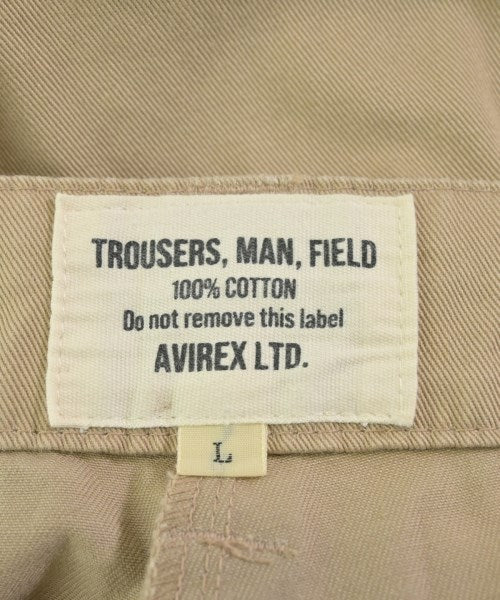 TROUSERS, MAN, FIELD
100% COTTON
Do not remove this label
AVIREX LTD.
L